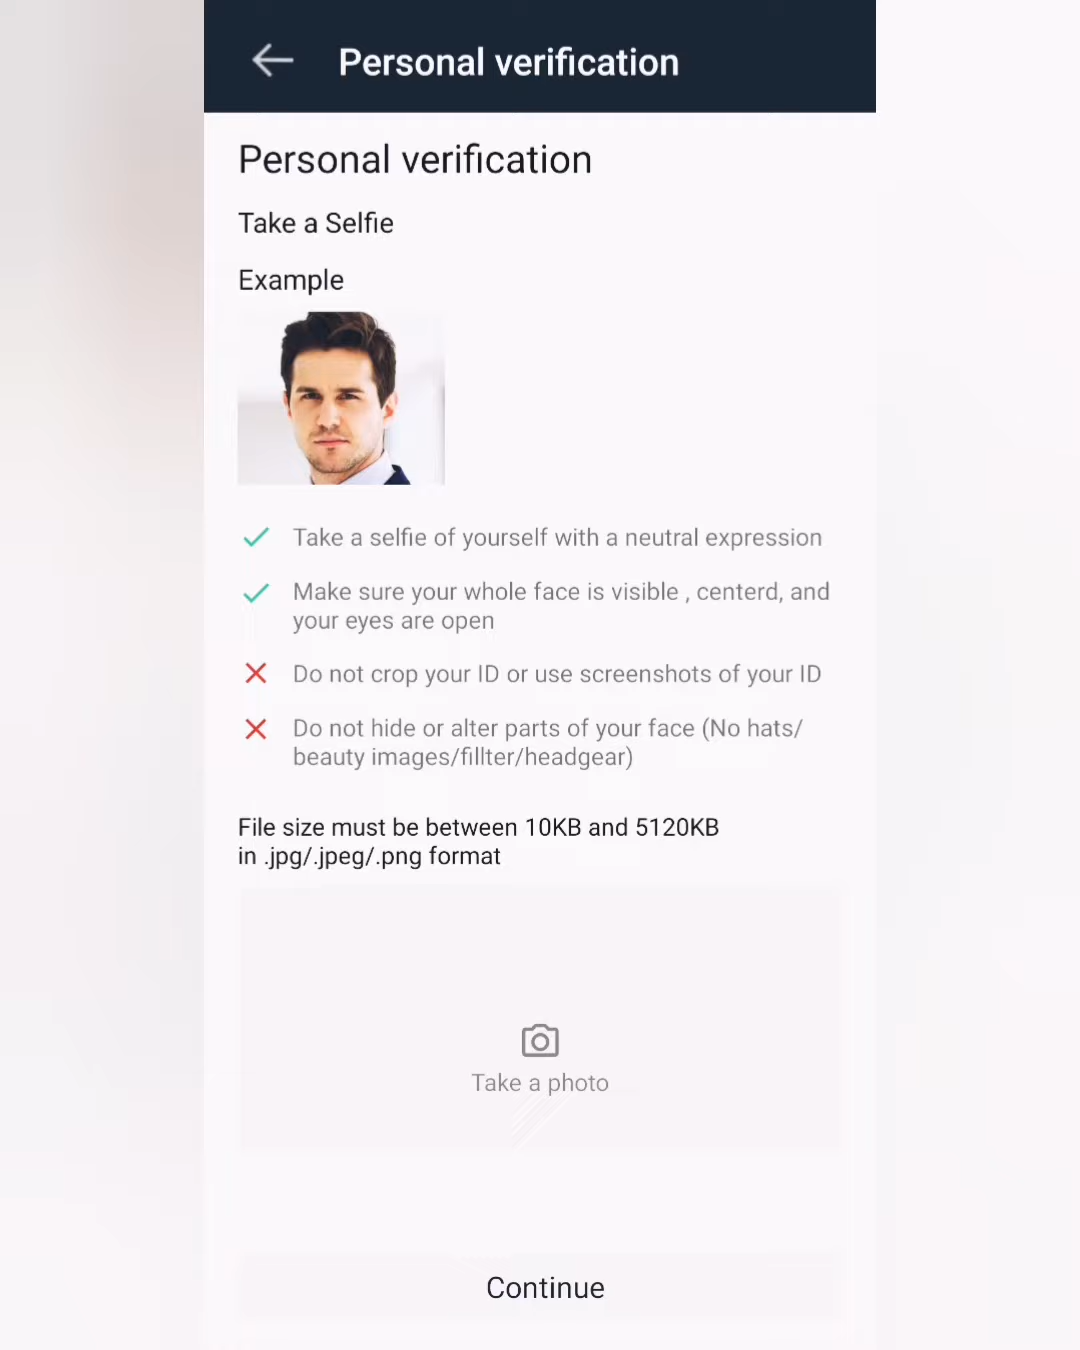 Personal verification
Personal verification
Take a Selfie
Example
Take a selfie of yourself with a neutral expression
Make sure your whole face is visible , centerd, and
your eyes are open
Do not crop your ID or use screenshots of your ID
Do not hide or alter parts of your face (No hats/
beauty images/fillter/headgear)
File size must be between 10KB and 5120KB
in .jpg/.jpeg/.png format
Take a photo
Continue